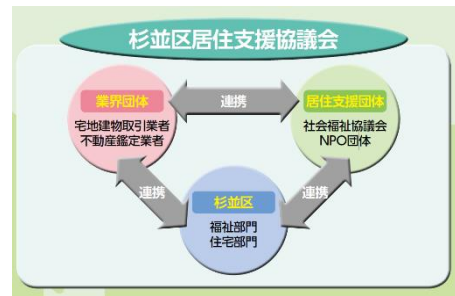 杉並区居住支援協議会
業界団体
宅地建物取引業者
不動産鑑定業者
連携
居住支援団体
社会福祉協議会
NPO団体
連携
連携
杉並区
福祉部門
住宅部門